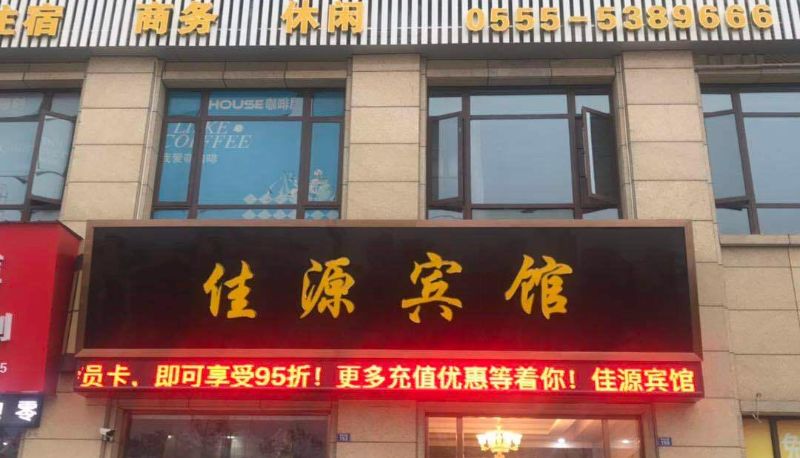 住宿 商务 休闲 0555-5389666
HOUSE咖啡
I LIKE
COFFEE
佳源宾馆
员卡，即可享受95折！更多充值优惠等着你！佳源宾馆
零